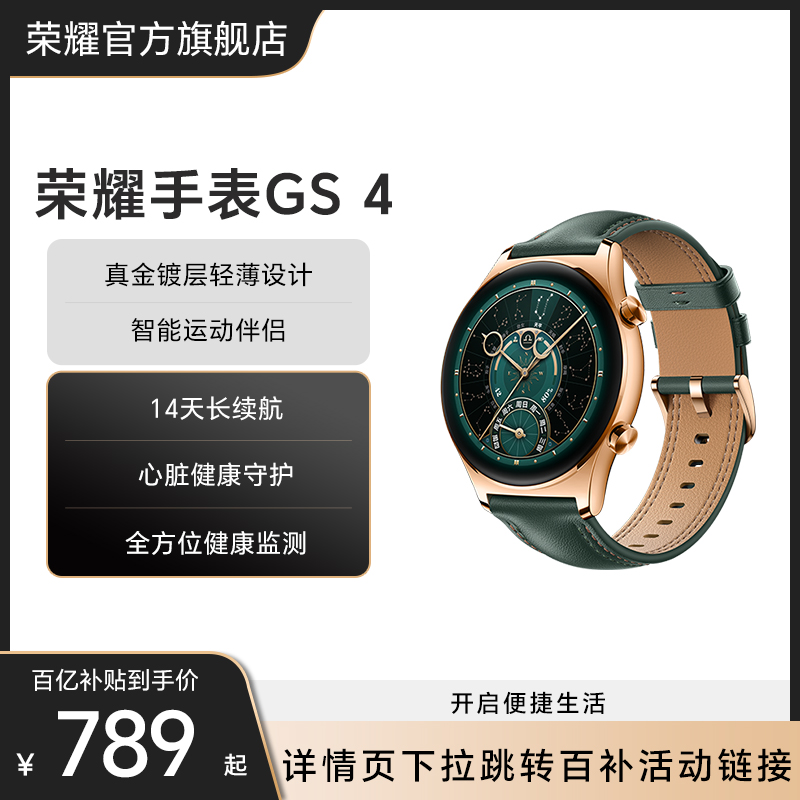 荣耀官方旗舰店
荣耀手表GS 4
真金镀层轻薄设计
智能运动伴侣
14天长续航
心脏健康守护
全方位健康监测
百亿补贴到手价
¥ 789 起
开启便捷生活
详情页下拉跳转百补活动链接